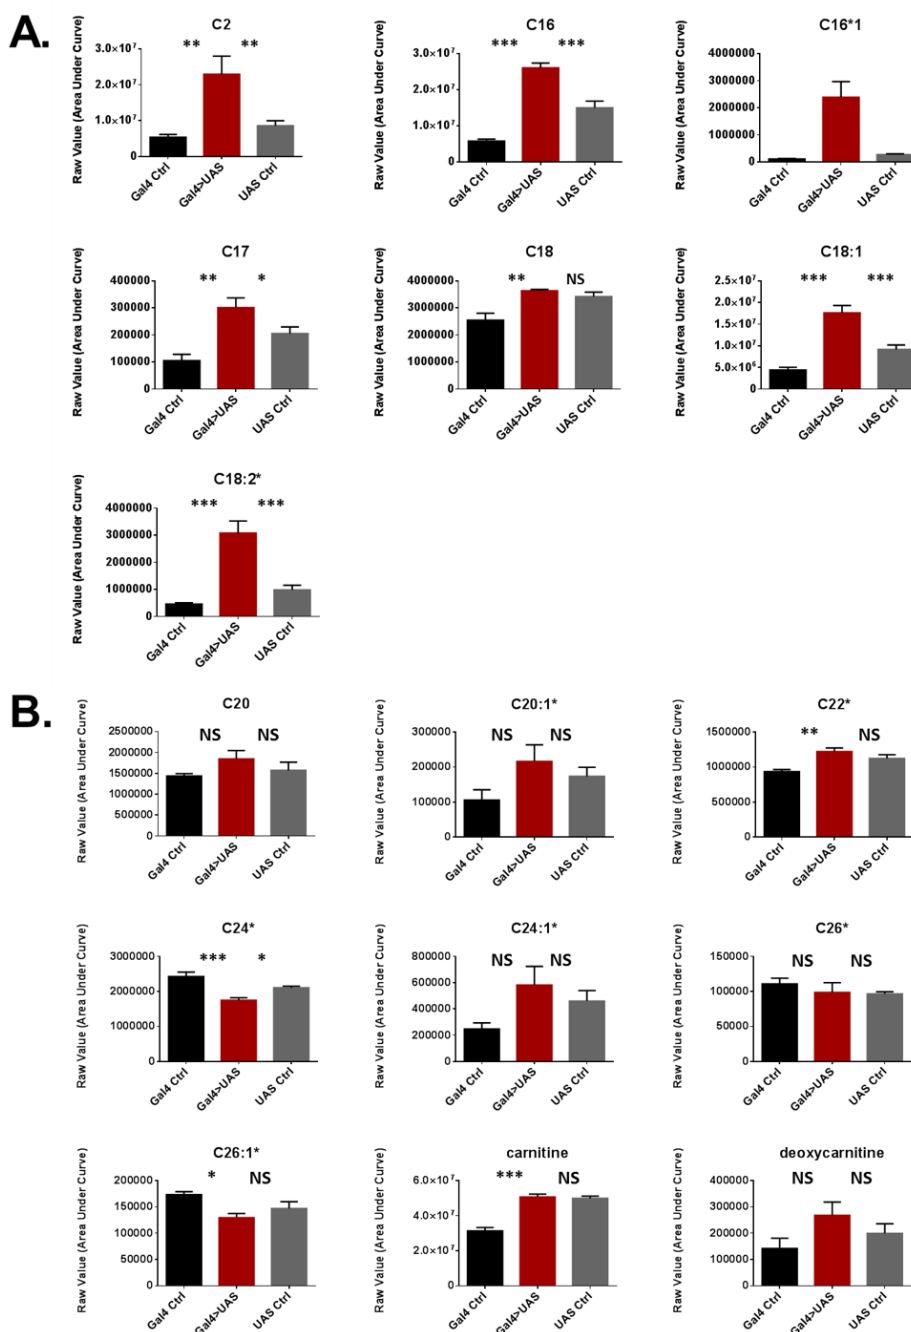 A.
C2
Raw Value (Area Under Curve)
3.0×10⁷
2.0×10⁷
1.0×10⁷
0
** **
Gal4 Ctrl
Gal4>UAS
UAS Ctrl
C16
Raw Value (Area Under Curve)
3.0×10⁷
2.0×10⁷
1.0×10⁷
0
*** ***
Gal4 Ctrl
Gal4>UAS
UAS Ctrl
C16*1
Raw Value (Area Under Curve)
4000000
3000000
2000000
1000000
0
Gal4 Ctrl
Gal4>UAS
UAS Ctrl
C17
Raw Value (Area Under Curve)
400000
300000
200000
100000
0
** *
Gal4 Ctrl
Gal4>UAS
UAS Ctrl
C18
Raw Value (Area Under Curve)
4000000
3000000
2000000
1000000
0
** NS
Gal4 Ctrl
Gal4>UAS
UAS Ctrl
C18:1
Raw Value (Area Under Curve)
2.5×10⁷
2.0×10⁷
1.5×10⁷
1.0×10⁷
5.0×10⁶
0
*** ***
Gal4 Ctrl
Gal4>UAS
UAS Ctrl
C18:2*
Raw Value (Area Under Curve)
4000000
3000000
2000000
1000000
0
*** ***
Gal4 Ctrl
Gal4>UAS
UAS Ctrl
B.
C20
Raw Value (Area Under Curve)
2500000
2000000
1500000
1000000
500000
0
NS NS
Gal4 Ctrl
Gal4>UAS
UAS Ctrl
C20:1*
Raw Value (Area Under Curve)
300000
200000
100000
0
NS NS
Gal4 Ctrl
Gal4>UAS
UAS Ctrl
C22*
Raw Value (Area Under Curve)
1500000
1000000
500000
0
** NS
Gal4 Ctrl
Gal4>UAS
UAS Ctrl
C24*
Raw Value (Area Under Curve)
3000000
2000000
1000000
0
*** *
Gal4 Ctrl
Gal4>UAS
UAS Ctrl
C24:1*
Raw Value (Area Under Curve)
800000
600000
400000
200000
0
NS NS
Gal4 Ctrl
Gal4>UAS
UAS Ctrl
C26*
Raw Value (Area Under Curve)
150000
100000
50000
0
NS NS
Gal4 Ctrl
Gal4>UAS
UAS Ctrl
C26:1*
Raw Value (Area Under Curve)
200000
150000
100000
50000
0
* NS
Gal4 Ctrl
Gal4>UAS
UAS Ctrl
carnitine
Raw Value (Area Under Curve)
6.0×10⁷
4.0×10⁷
2.0×10⁷
0
*** NS
Gal4 Ctrl
Gal4>UAS
UAS Ctrl
deoxycarnitine
Raw Value (Area Under Curve)
400000
300000
200000
100000
0
NS NS
Gal4 Ctrl
Gal4>UAS
UAS Ctrl